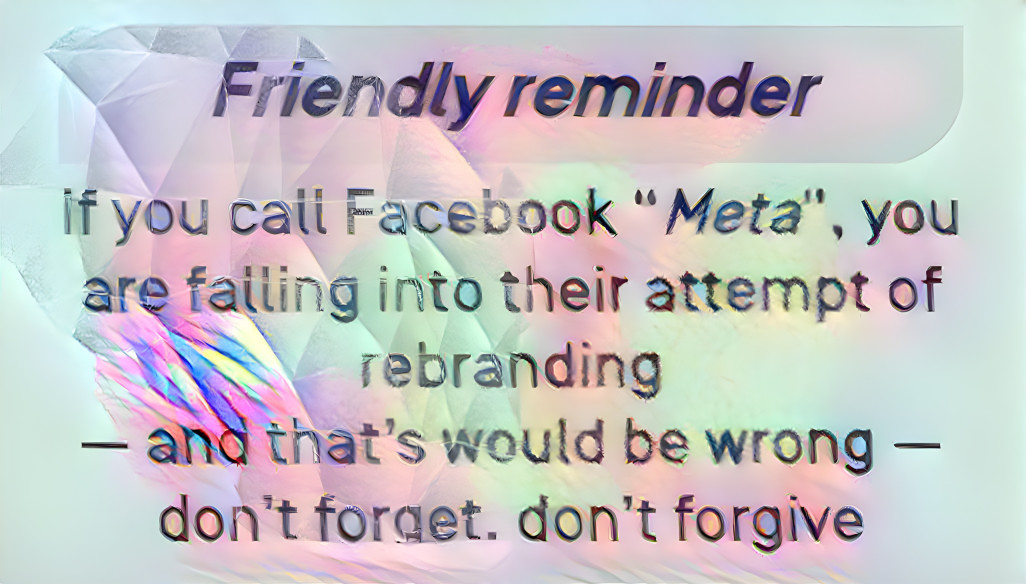 Friendly reminder
If you call Facebook "Meta", you
are falling into their attempt of
rebranding
— and that's would be wrong —
don't forget. don't forgive